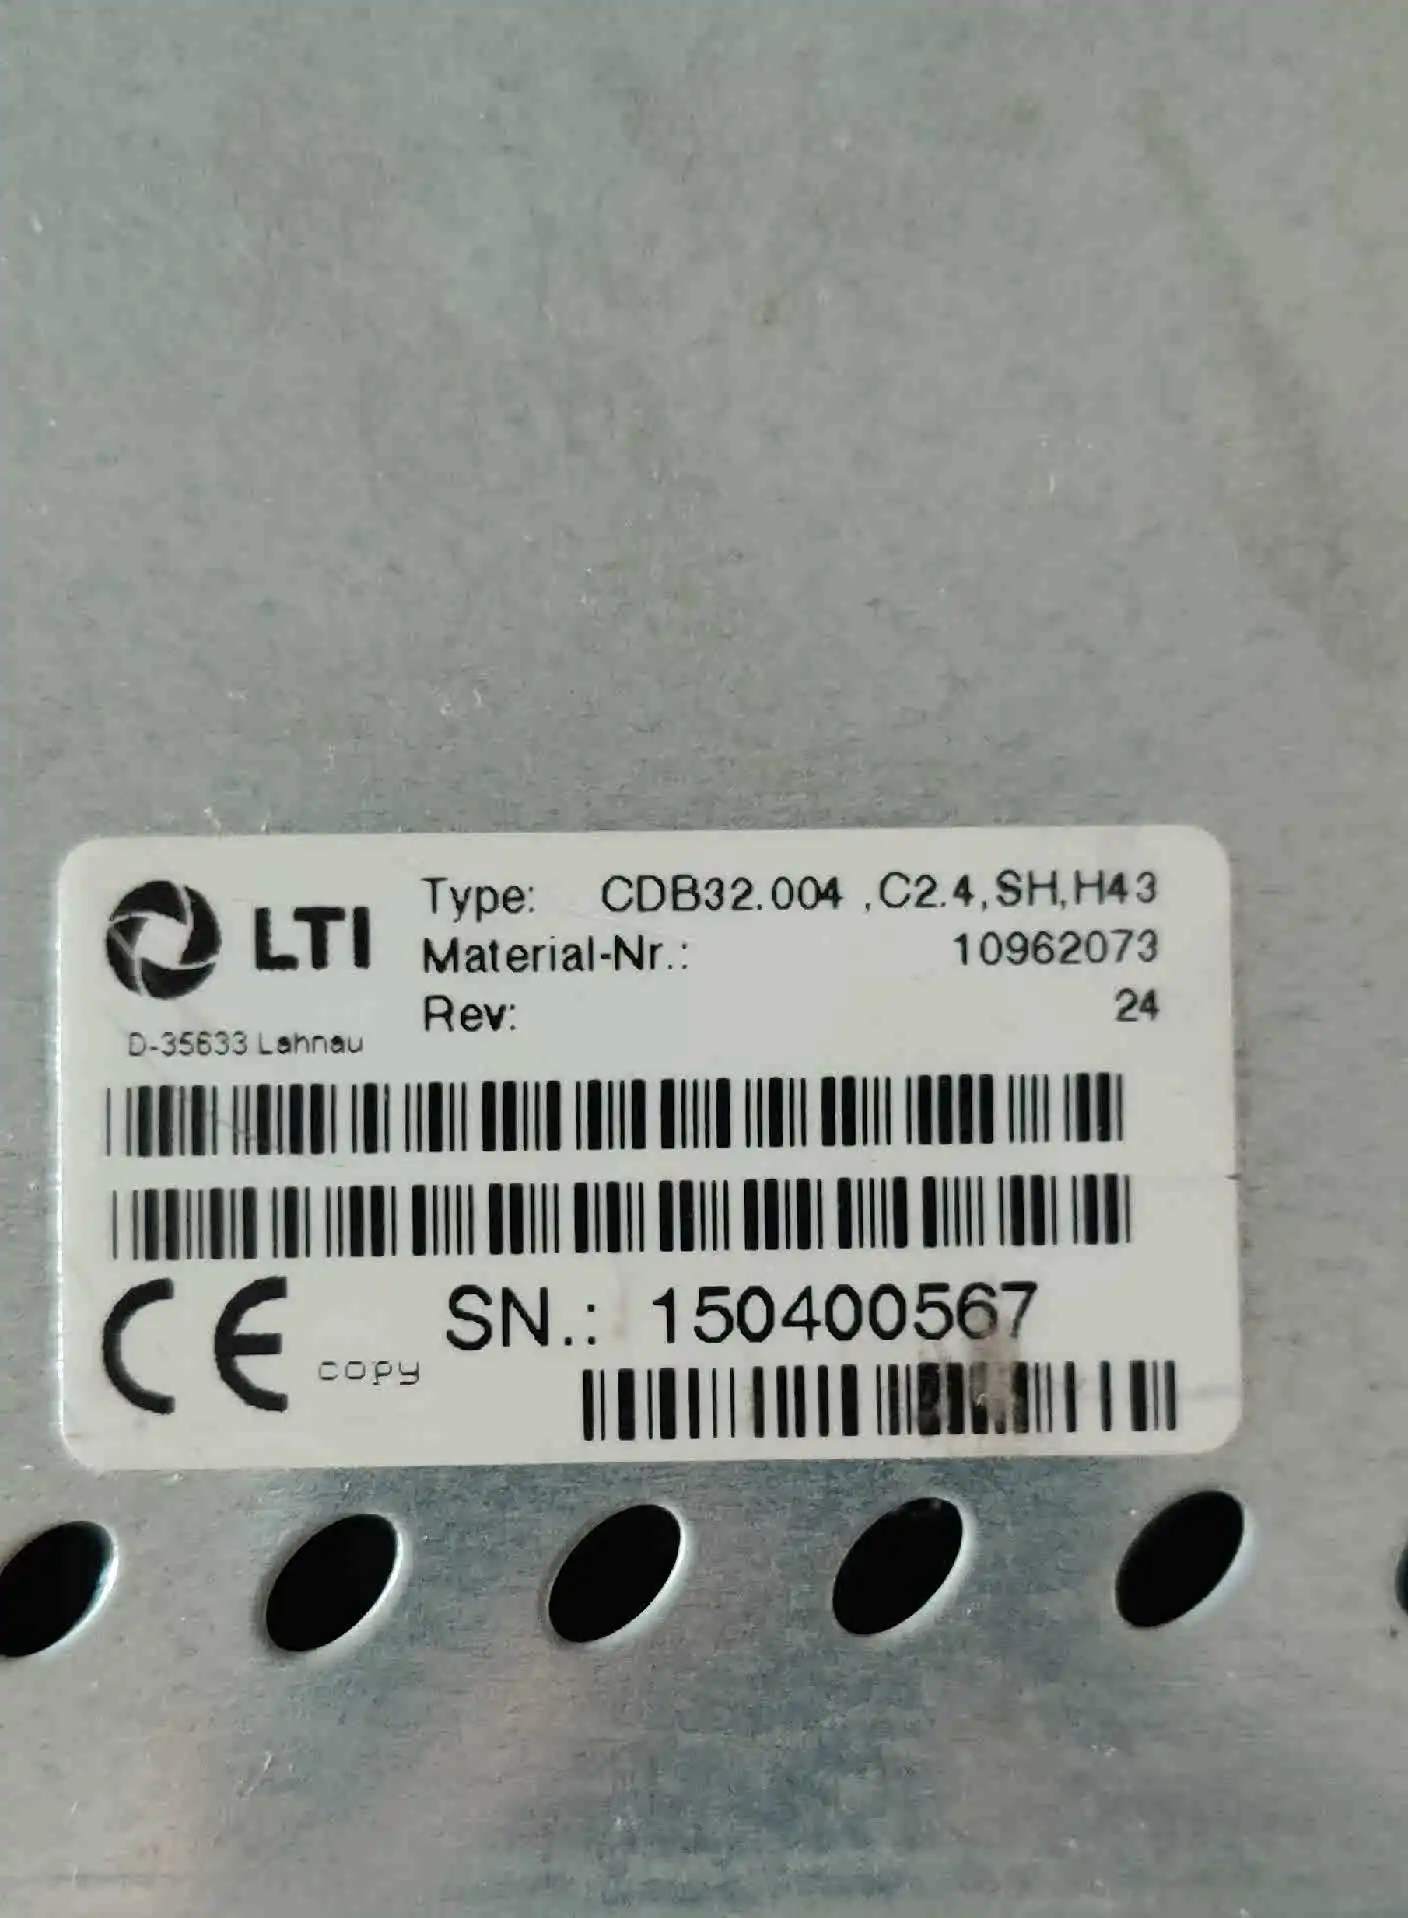 LTI
D-35633 Lahnau
Type: CDB32.004 ,C2.4,SH,H43
Material-Nr.: 10962073
Rev: 24
CE
copy
SN.: 150400567